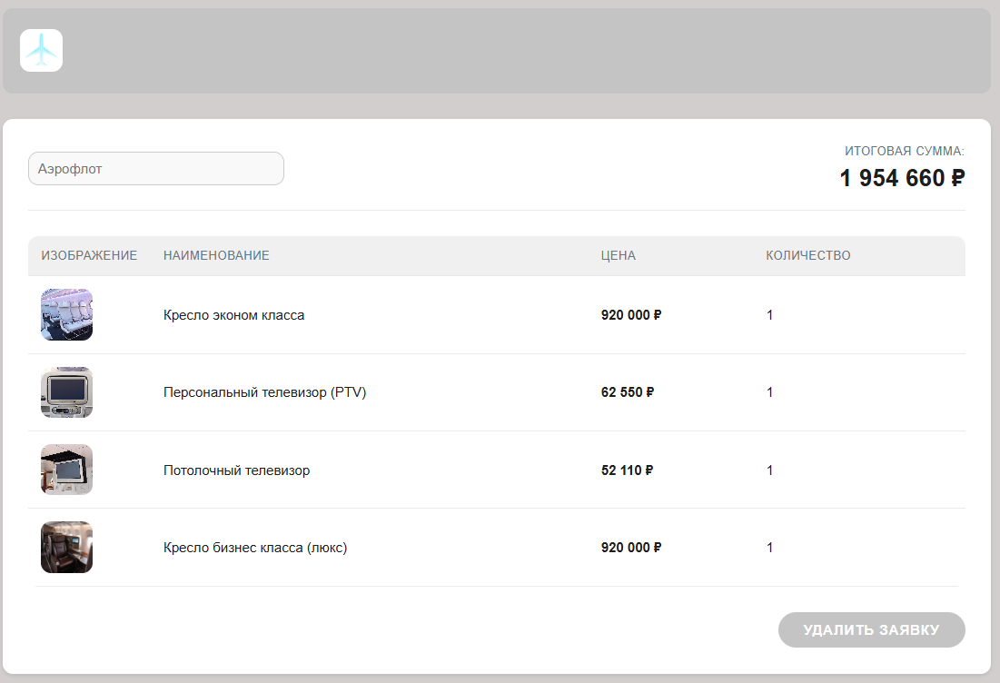 Аэрофлот
ИТОГОВАЯ СУММА:
1 954 660 ₽
ИЗОБРАЖЕНИЕ НАИМЕНОВАНИЕ ЦЕНА КОЛИЧЕСТВО
Кресло эконом класса 920 000 ₽ 1
Персональный телевизор (PTV) 62 550 ₽ 1
Потолочный телевизор 52 110 ₽ 1
Кресло бизнес класса (люкс) 920 000 ₽ 1
УДАЛИТЬ ЗАЯВКУ